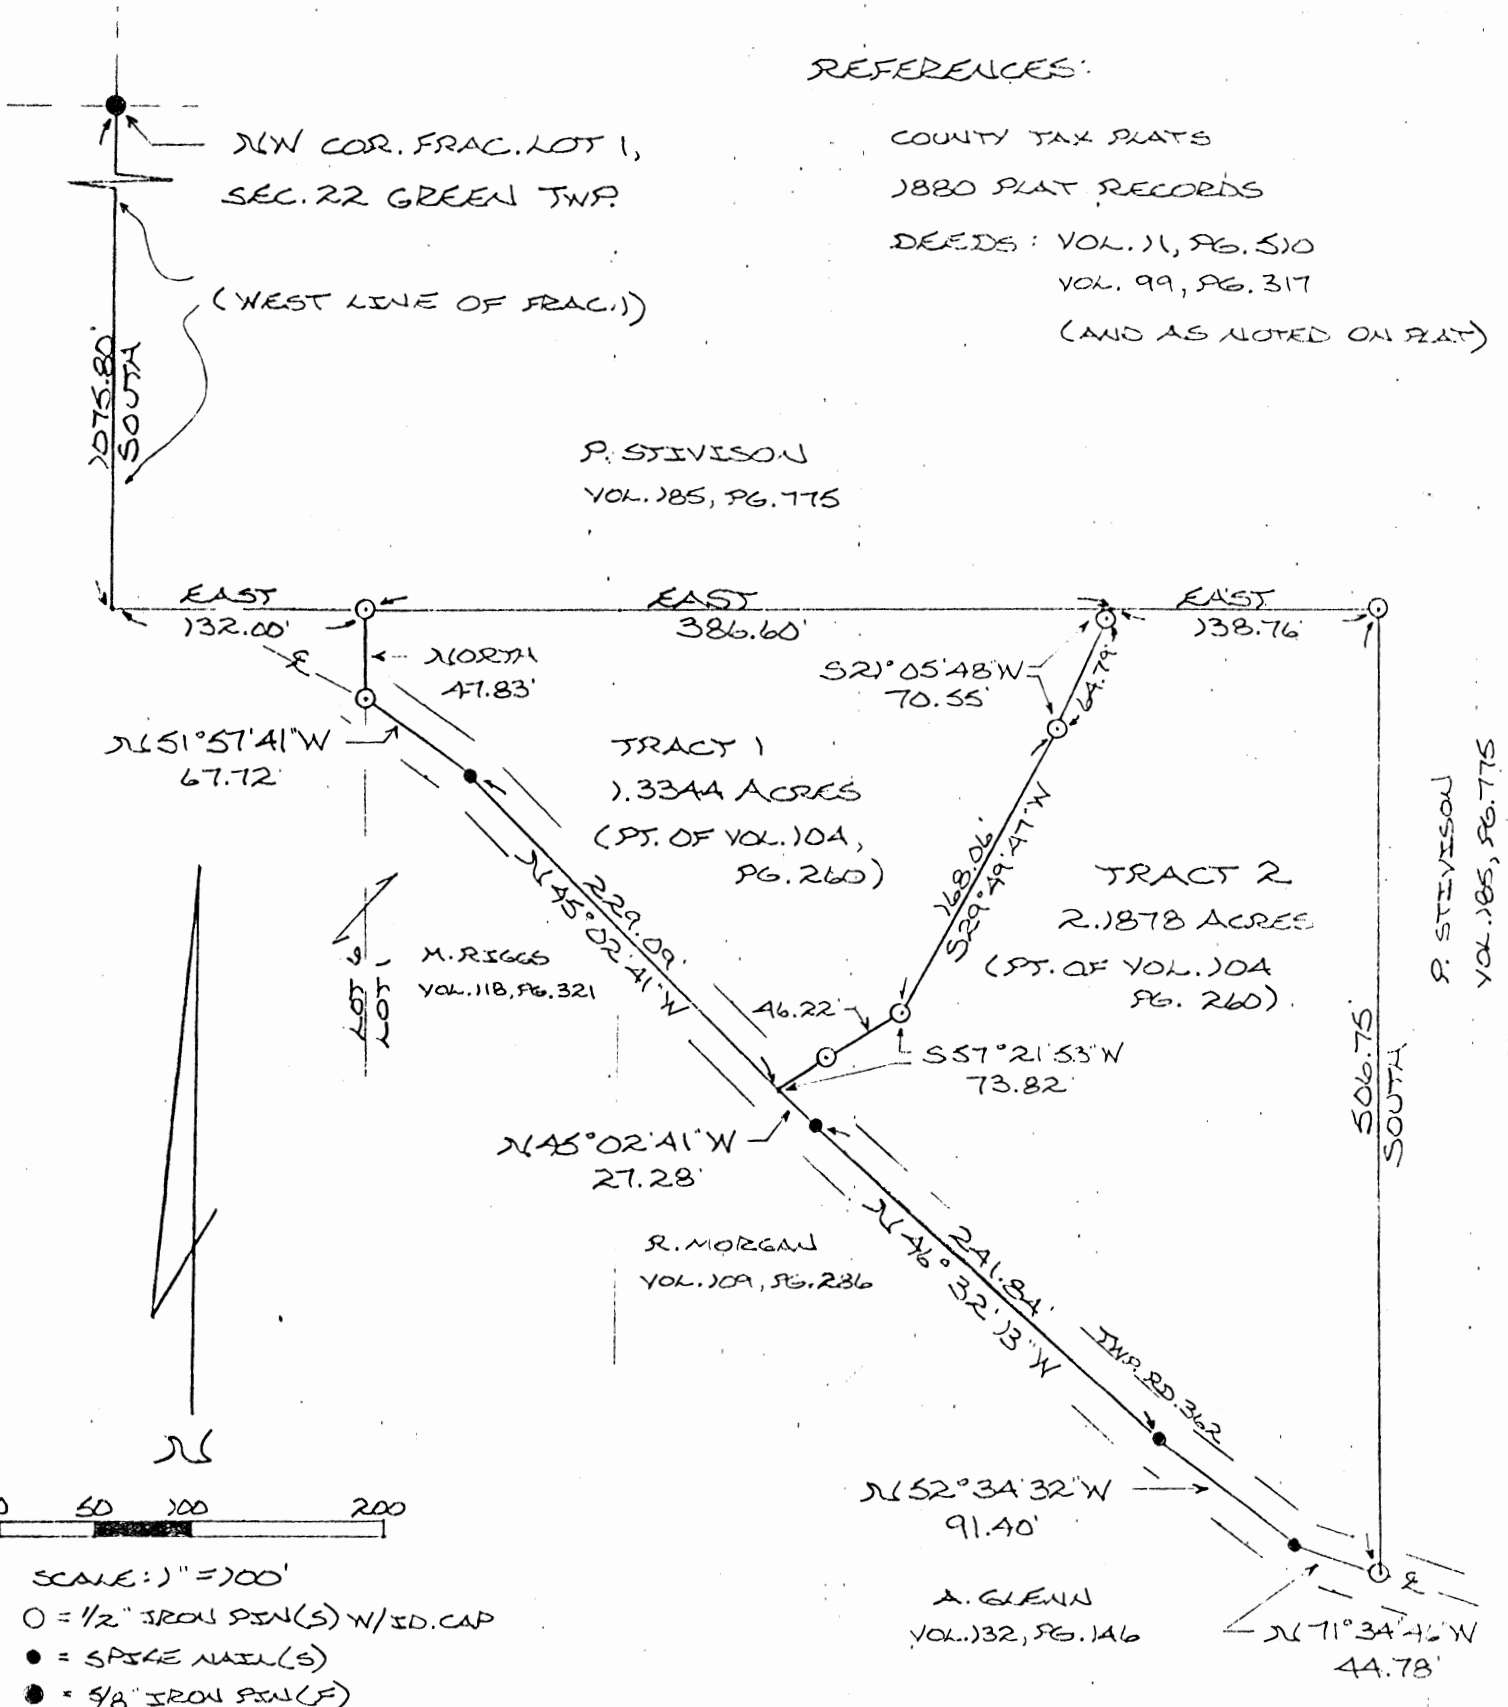 REFERENCES:
COUNTY TAX PLATS
1880 PLAT RECORDS
DEEDS: VOL. 11, PG. 510
VOL. 99, PG. 317
(AND AS NOTED ON PLAT)
NW COR. FRAC. LOT 1,
SEC. 22 GREEN TWP.
(WEST LINE OF FRAC. 1)
1075.80'
SOUTH
P. STIVISON
VOL. 185, PG. 775
EAST
132.00'
EAST
386.60'
EAST
138.76'
℄
NORTH
47.83'
S21°05'48"W
70.55'
64.79'
N51°57'41"W
67.72'
TRACT 1
1.3344 ACRES
(PT. OF VOL. 104,
PG. 260)
168.06'
S29°49'47"W
TRACT 2
2.1878 ACRES
(PT. OF VOL. 104
PG. 260)
P. STIVISON
VOL. 185, PG. 775
229.09'
N45°02'41"W
LOT 6
LOT 1
M. RIGGS
VOL. 118, PG. 321
46.22'
S57°21'53"W
73.82'
506.75'
SOUTH
N45°02'41"W
27.28'
R. MORGAN
VOL. 109, PG. 286
241.84'
N46°32'13"W
TWP. RD. 362
N
N52°34'32"W
91.40'
0 50 100 200
SCALE: 1" = 100'
O = 1/2" IRON PIN(S) W/ID. CAP
● = SPIKE NAIL(S)
● = 5/8" IRON PIN(F)
A. GLENN
VOL. 132, PG. 146
℄
N71°34'46"W
44.78'